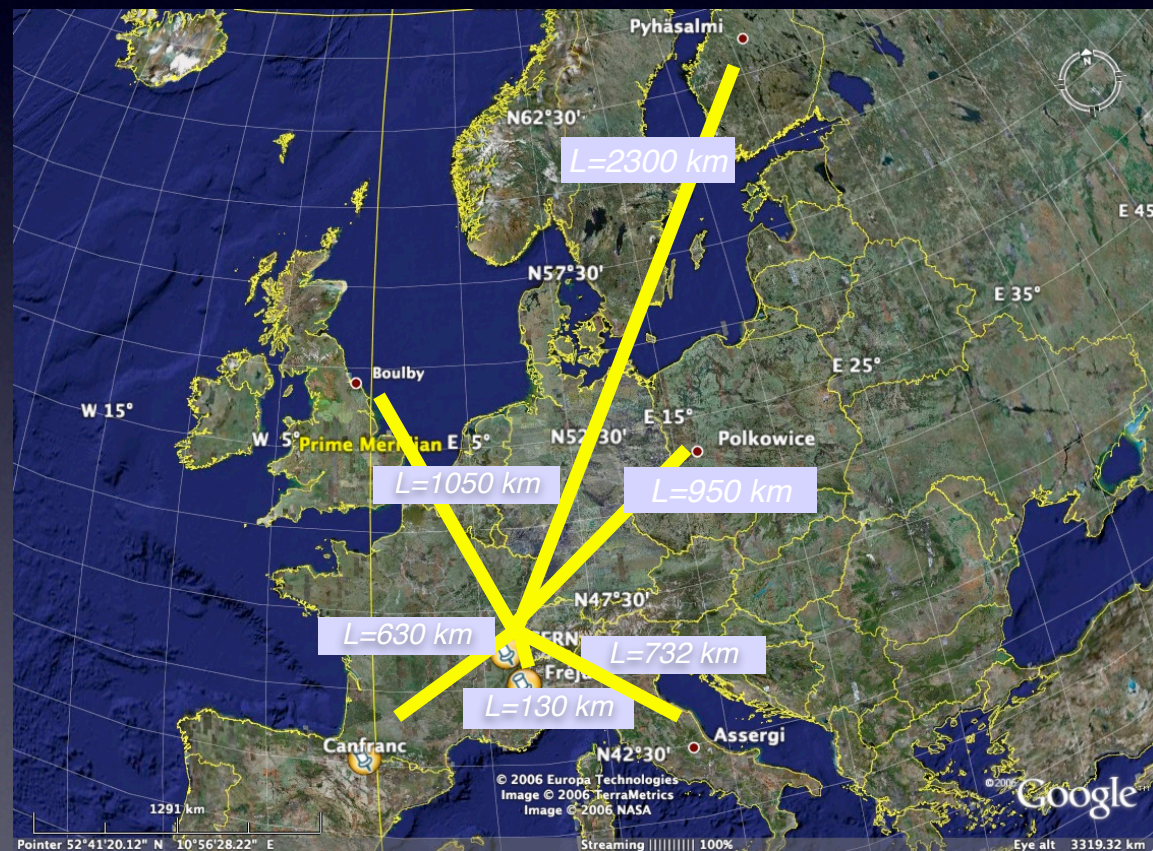 Pyhäsalmi
N
N62°30'
L=2300 km
E 45
N57°30'
E 35°
Boulby
E 25°
W 15°
E 15°
W 5°
Prime Meridian
E 5°
N52°30'
Polkowice
L=1050 km
L=950 km
N47°30'
L=630 km
L=732 km
L=130 km
Assergi
Canfranc
N42°30'
© 2006 Europa Technologies
Image © 2006 TerraMetrics
Image © 2006 NASA
Google
1291 km
Pointer 52°41'20.12" N 10°56'28.22" E
Streaming |||||||||| 100%
Eye alt 3319.32 km